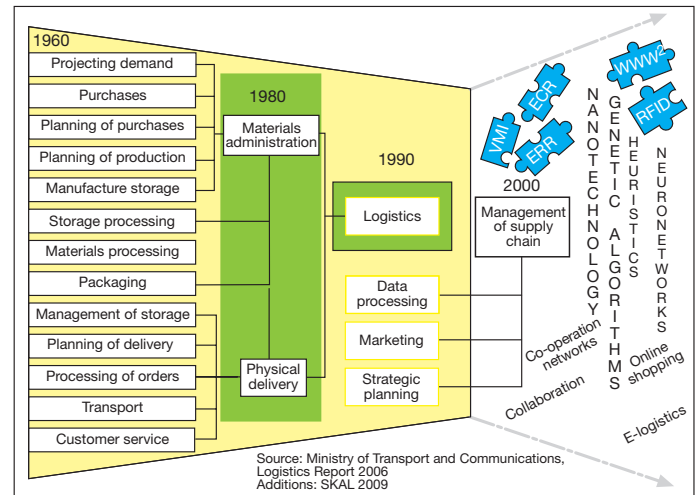 1960
Projecting demand
Purchases
Planning of purchases
Planning of production
Manufacture storage
Storage processing
Materials processing
Packaging
Management of storage
Planning of delivery
Processing of orders
Transport
Customer service
1980
Materials
administration
Physical
delivery
1990
Logistics
Data
processing
Marketing
Strategic
planning
2000
Management
of supply
chain
VMI
ECR
ERR
WWW²
RFID
NANOTECHNOLOGY
GENETIC ALGORITHMS
HEURISTICS
NEURONETWORKS
Co-operation
networks
Collaboration
Online
shopping
E-logistics
Source: Ministry of Transport and Communications,
Logistics Report 2006
Additions: SKAL 2009